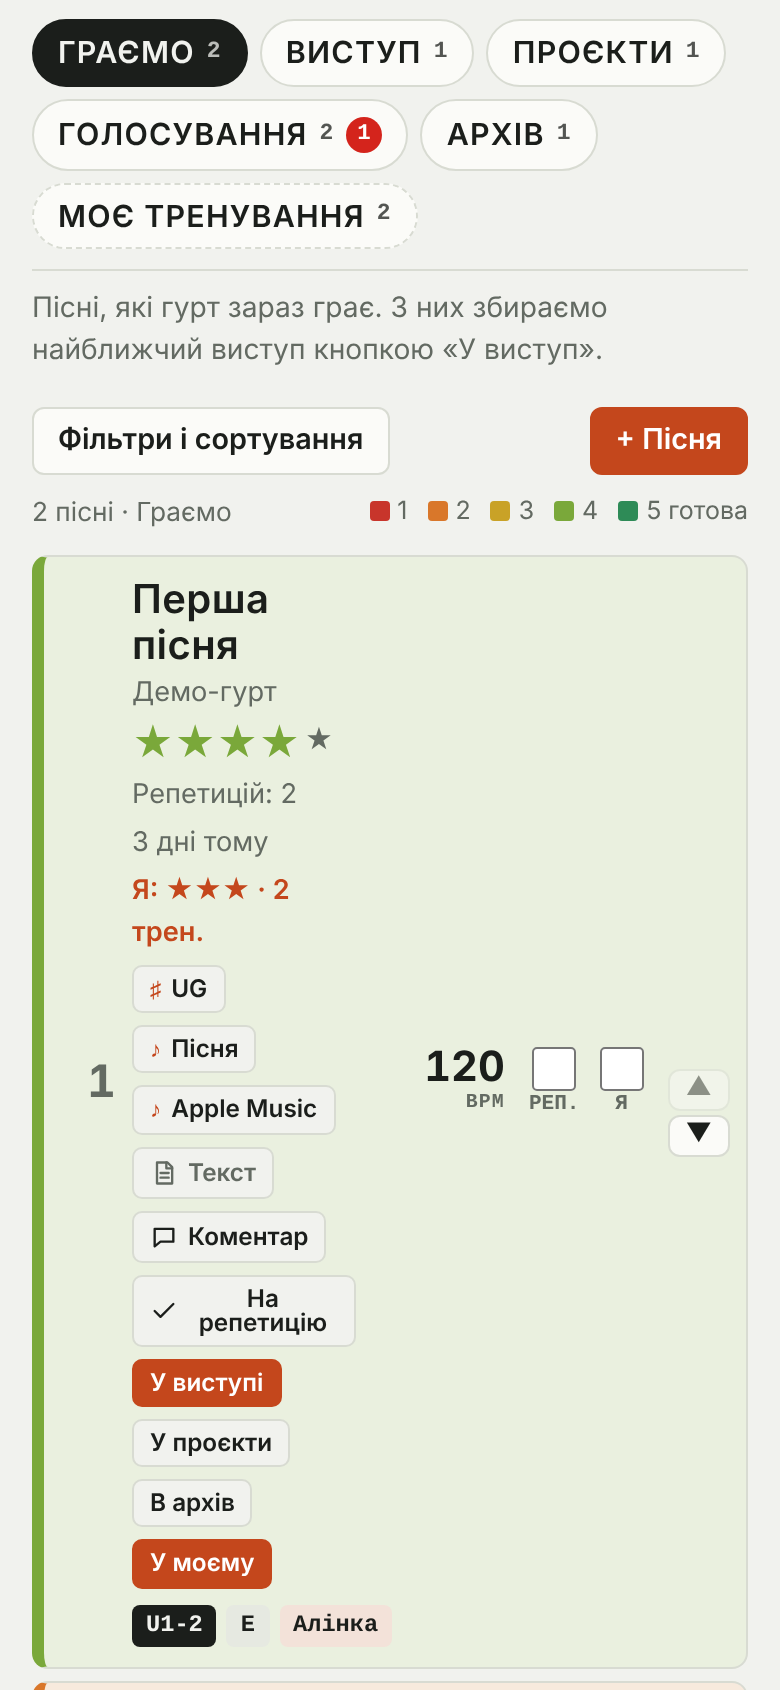 ГРАЄМО 2 ВИСТУП 1 ПРОЄКТИ 1
ГОЛОСУВАННЯ 2 1 АРХІВ 1
МОЄ ТРЕНУВАННЯ 2
Пісні, які гурт зараз грає. З них збираємо
найближчий виступ кнопкою «У виступ».
Фільтри і сортування + Пісня
2 пісні · Граємо 1 2 3 4 5 готова
Перша
пісня
Демо-гурт
★★★★★
Репетицій: 2
3 дні тому
Я: ★★★ · 2
трен.
♯ UG
♪ Пісня
♪ Apple Music
Текст
Коментар
На
репетицію
У виступі
У проєкти
В архів
У моєму
U1-2 E Алінка
1
120
BPM РЕП. Я
▲
▼